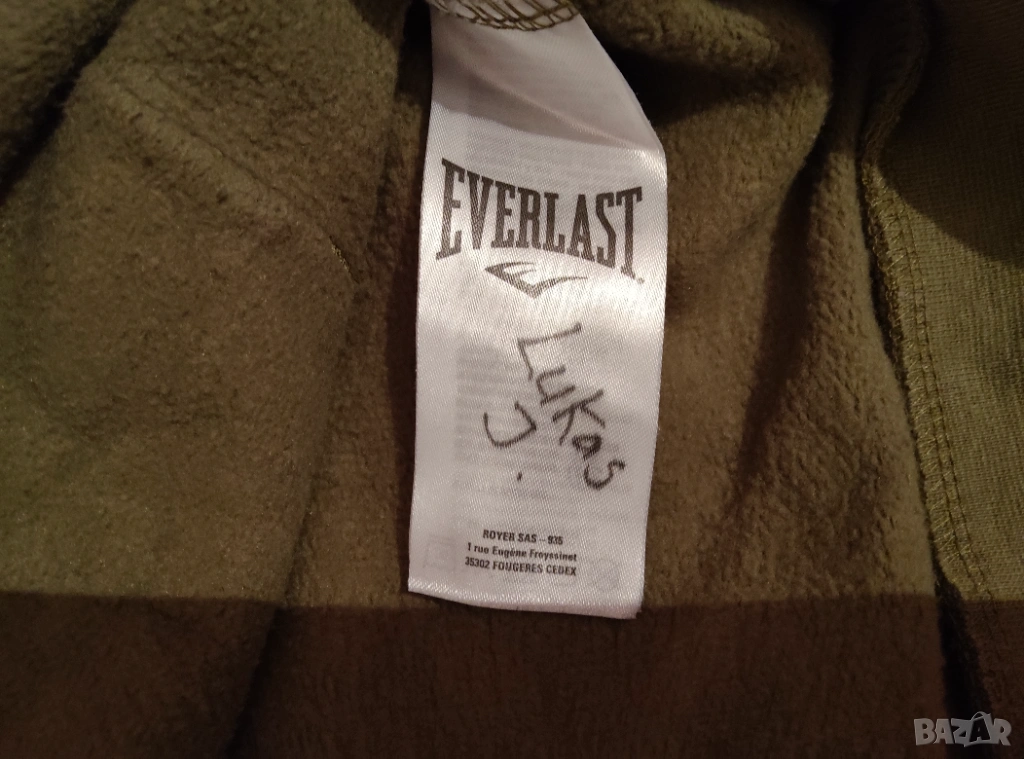 EVERLAST
Lukas
J.
ROYER SAS - 935
1 rue Eugène Freyssinet
35302 FOUGERES CEDEX
BAZAR